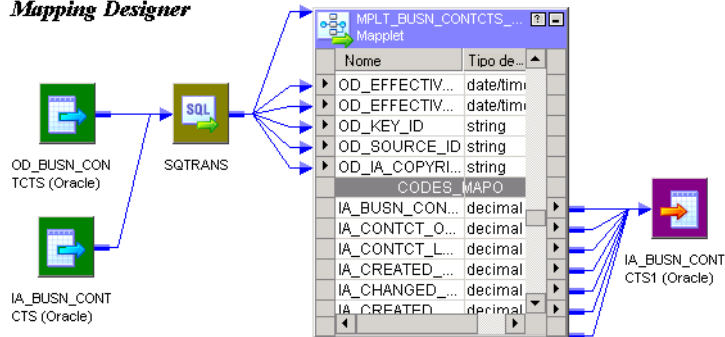 Mapping Designer
MPLT_BUSN_CONTCTS_...
Mapplet
Nome Tipo de...
OD_EFFECTIV... date/time
OD_EFFECTIV... date/time
OD_KEY_ID string
OD_SOURCE_ID string
OD_IA_COPYRI... string
CODES_MAPO
IA_BUSN_CON... decimal
IA_CONTCT_O... decimal
IA_CONTCT_L... decimal
IA_CREATED_... decimal
IA_CHANGED_... decimal
IA_CREATED decimal
SQL
OD_BUSN_CON
TCTS (Oracle)
SQTRANS
IA_BUSN_CONT
CTS (Oracle)
IA_BUSN_CONT
CTS1 (Oracle)